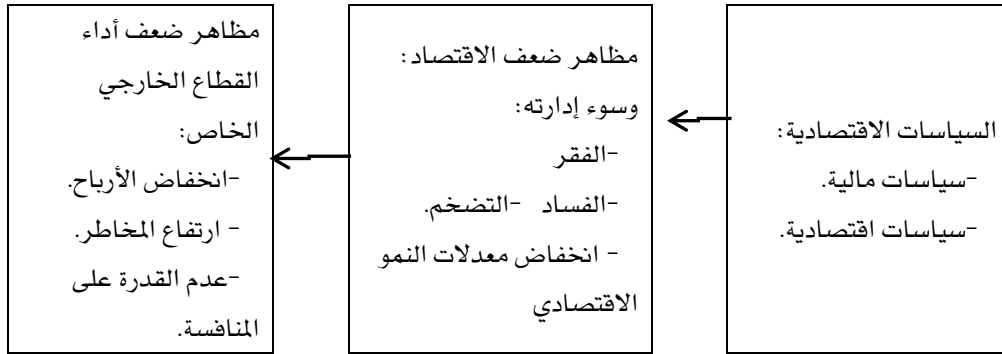 السياسات الاقتصادية:
-سياسات مالية.
-سياسات اقتصادية.
مظاهر ضعف الاقتصاد:
وسوء إدارته:
-الفقر
-الفساد -التضخم.
- انخفاض معدلات النمو
الاقتصادي
مظاهر ضعف أداء
القطاع الخارجي
الخاص:
-انخفاض الأرباح.
- ارتفاع المخاطر.
-عدم القدرة على
المنافسة.